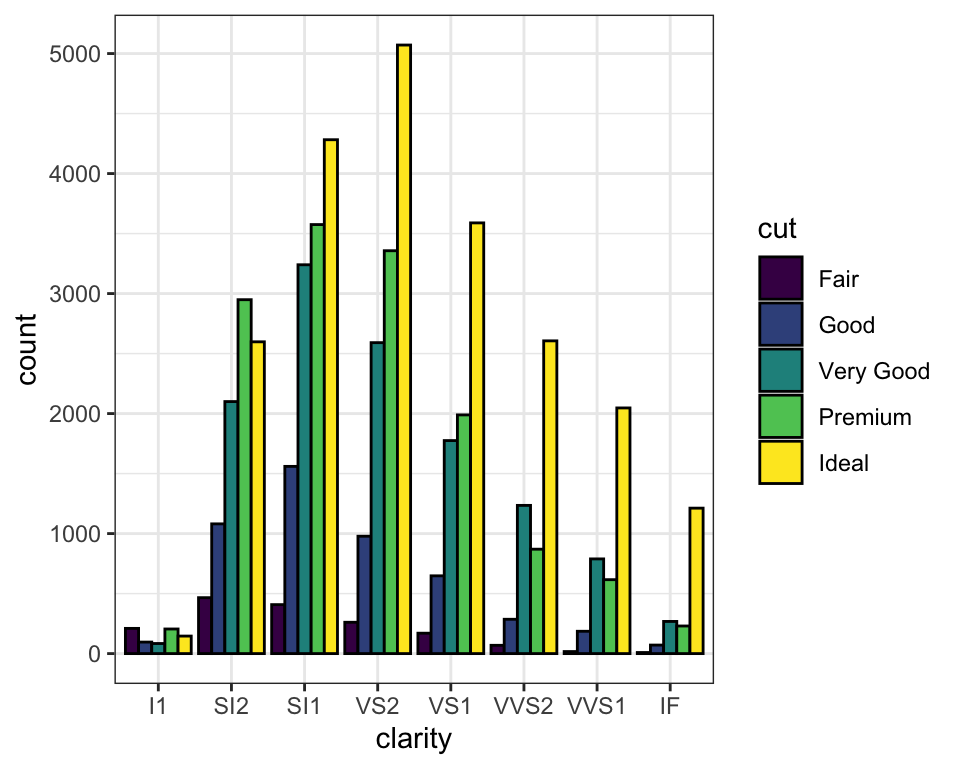 5000
4000
3000
2000
1000
0
count
I1 SI2 SI1 VS2 VS1 VVS2 VVS1 IF
clarity
cut
Fair
Good
Very Good
Premium
Ideal